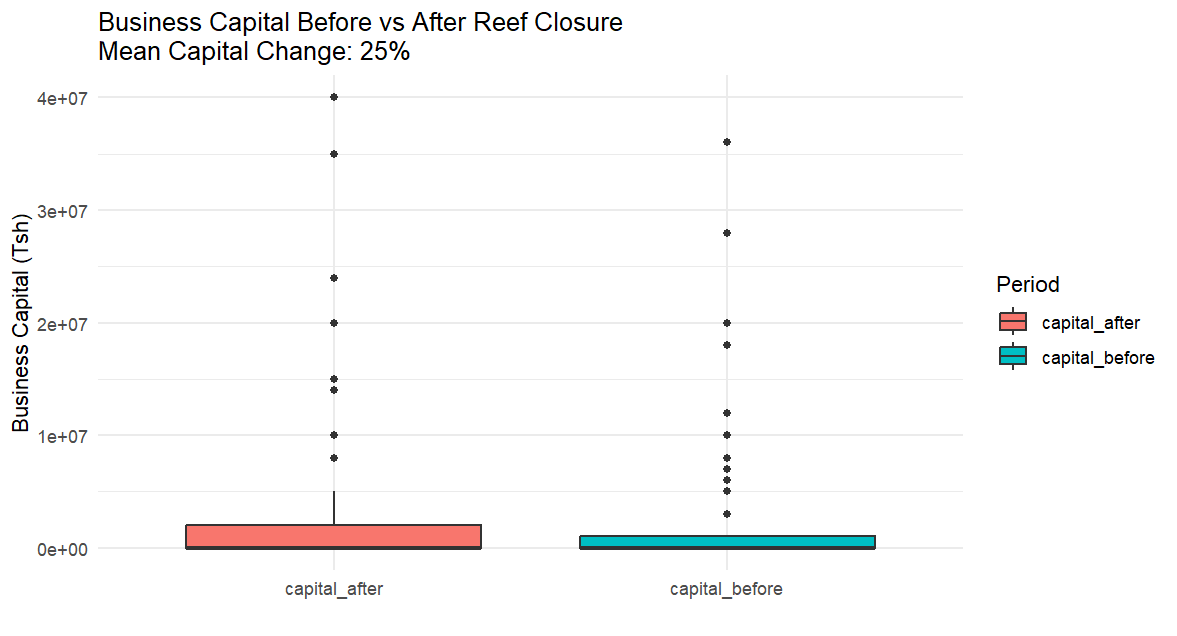 Business Capital Before vs After Reef Closure
Mean Capital Change: 25%
Business Capital (Tsh)
4e+07
3e+07
2e+07
1e+07
0e+00
capital_after
capital_before
Period
capital_after
capital_before